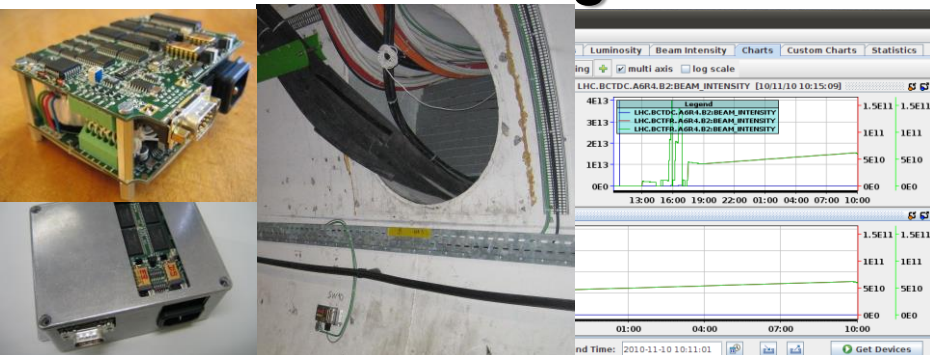 Luminosity Beam Intensity Charts Custom Charts Statistics
ing multi axis log scale
LHC.BCTDC.A6R4.B2:BEAM_INTENSITY [10/11/10 10:15:09]
Legend
LHC.BCTDC.A6R4.B2:BEAM_INTENSITY
LHC.BCTFR.A6R4.B2:BEAM_INTENSITY
LHC.BCTFR.A6R4.B2:BEAM_INTENSITY
4E13 1.5E11 1.5E11
3E13 1E11 1E11
2E13
1E13 5E10 5E10
0E0 0E0 0E0
13:00 16:00 19:00 22:00 01:00 04:00 07:00 10:00
1.5E11 1.5E11
1E11 1E11
5E10 5E10
0E0 0E0
01:00 04:00 07:00 10:00
nd Time: 2010-11-10 10:11:01 Get Devices